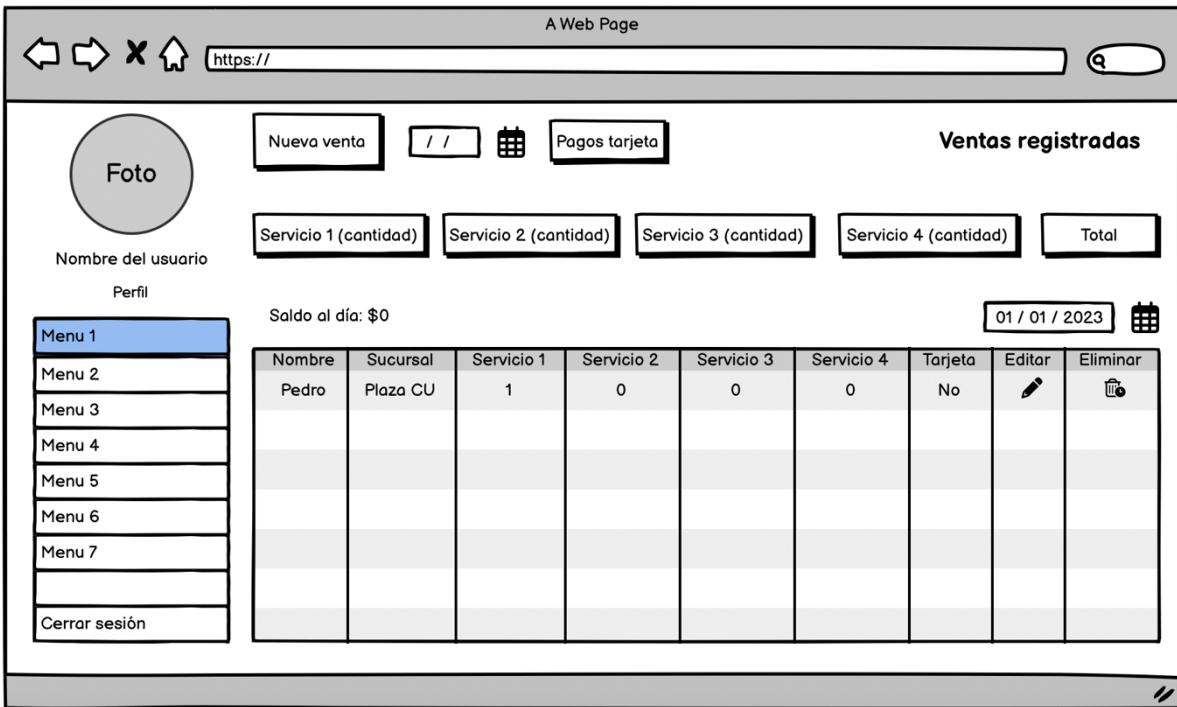 A Web Page
https://
Foto
Nombre del usuario
Perfil
Menu 1
Menu 2
Menu 3
Menu 4
Menu 5
Menu 6
Menu 7
Cerrar sesión
Nueva venta / / Pagos tarjeta Ventas registradas
Servicio 1 (cantidad) Servicio 2 (cantidad) Servicio 3 (cantidad) Servicio 4 (cantidad) Total
Saldo al día: $0 01 / 01 / 2023
Nombre Sucursal Servicio 1 Servicio 2 Servicio 3 Servicio 4 Tarjeta Editar Eliminar
Pedro Plaza CU 1 0 0 0 No